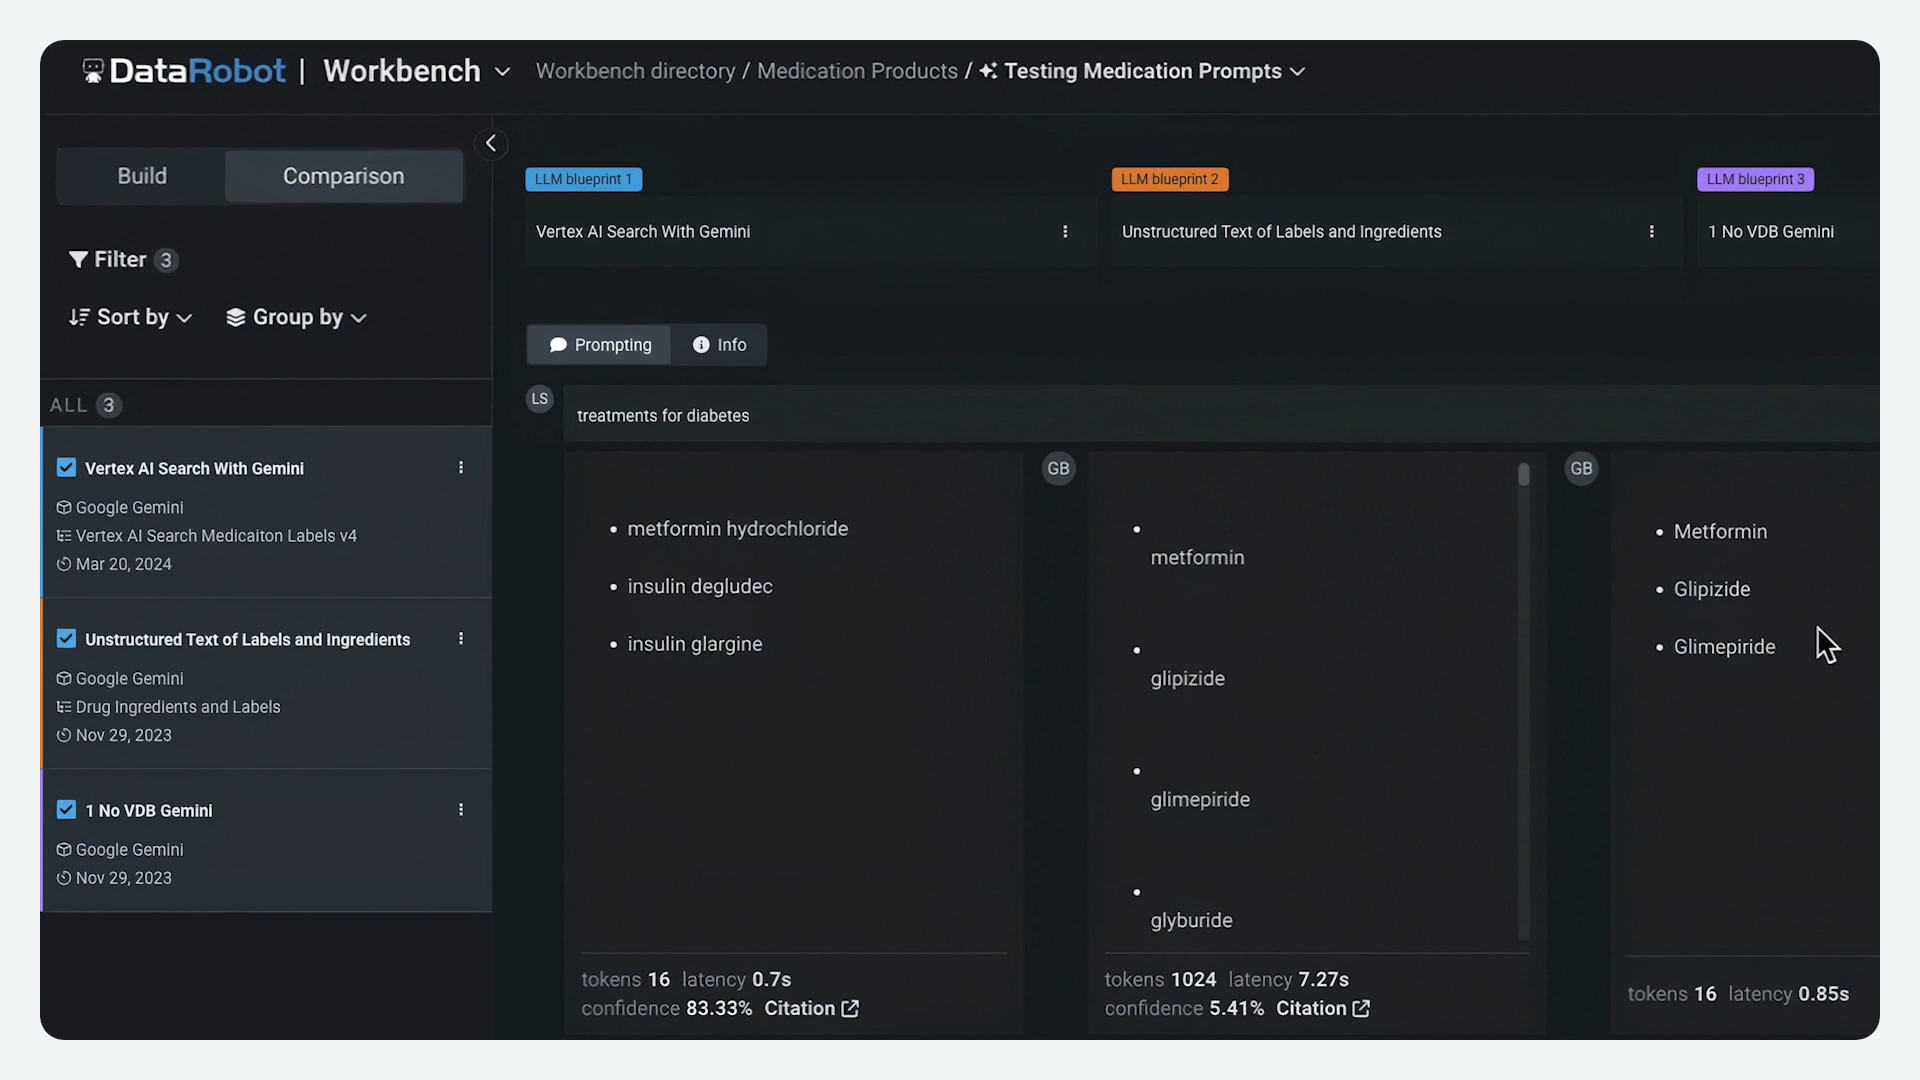 DataRobot | Workbench
Workbench directory / Medication Products / Testing Medication Prompts
Build Comparison
Filter 3
Sort by Group by
ALL 3
Vertex AI Search With Gemini
Google Gemini
Vertex AI Search Medicaiton Labels v4
Mar 20, 2024
Unstructured Text of Labels and Ingredients
Google Gemini
Drug Ingredients and Labels
Nov 29, 2023
1 No VDB Gemini
Google Gemini
Nov 29, 2023
LLM blueprint 1
Vertex AI Search With Gemini
LLM blueprint 2
Unstructured Text of Labels and Ingredients
LLM blueprint 3
1 No VDB Gemini
Prompting Info
LS
treatments for diabetes
• metformin hydrochloride
• insulin degludec
• insulin glargine
tokens 16 latency 0.7s
confidence 83.33% Citation
GB
•
metformin
•
glipizide
•
glimepiride
•
glyburide
tokens 1024 latency 7.27s
confidence 5.41% Citation
GB
• Metformin
• Glipizide
• Glimepiride
tokens 16 latency 0.85s